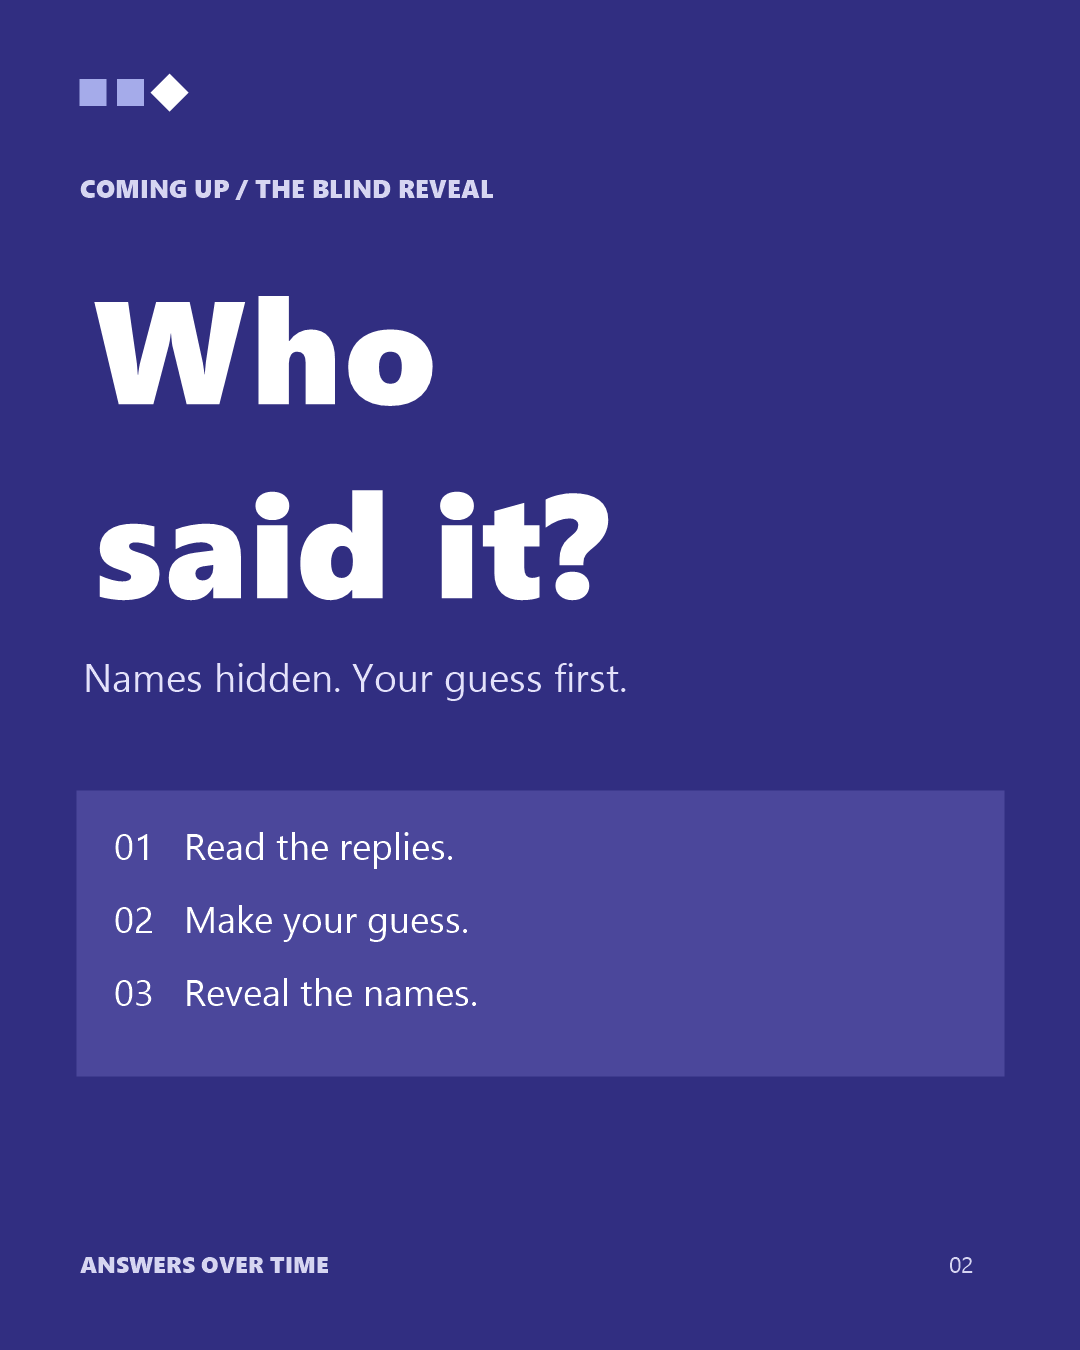 COMING UP / THE BLIND REVEAL
Who
said it?
Names hidden. Your guess first.
01 Read the replies.
02 Make your guess.
03 Reveal the names.
ANSWERS OVER TIME
02